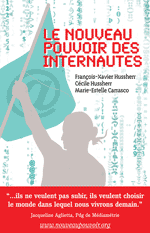 LE NOUVEAU
POUVOIR DES
INTERNAUTES
François-Xavier Hussherr
Cécile Hussherr
Marie-Estelle Carrasco
@
"...ils ne veulent pas subir, ils veulent choisir
le monde dans lequel nous vivrons demain."
Jacqueline Aglietta, Pdg de Médiamétrie
www.nouveaupouvoir.org